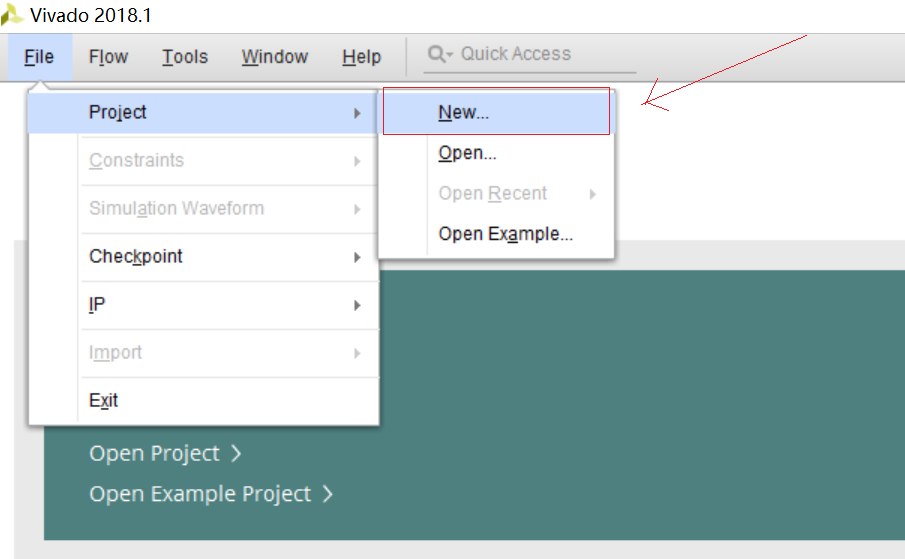 Vivado 2018.1
File Flow Tools Window Help Quick Access
Project
New...
Constraints
Open...
Simulation Waveform
Open Recent
Checkpoint
Open Example...
IP
Import
Exit
Open Project
Open Example Project